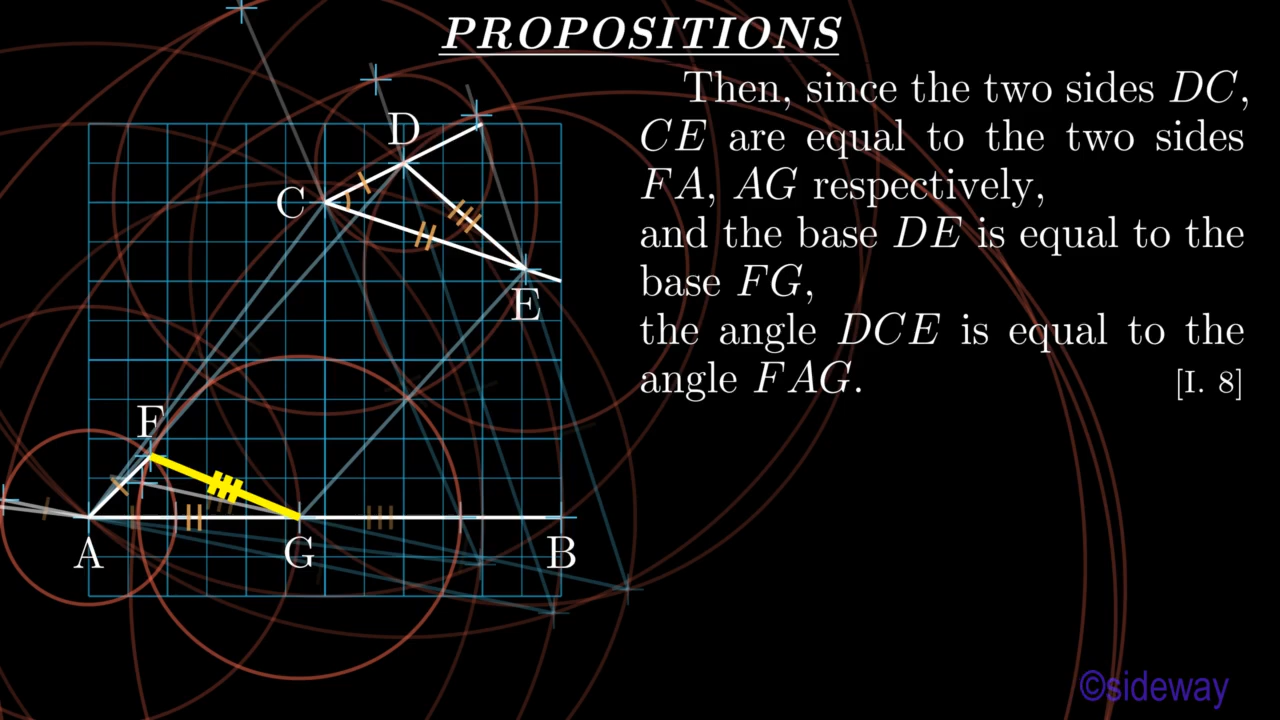 PROPOSITIONS
Then, since the two sides DC,
CE are equal to the two sides
FA, AG respectively,
and the base DE is equal to the
base FG,
the angle DCE is equal to the
angle FAG. [I. 8]
D
C
E
F
A
G
B
©sideway